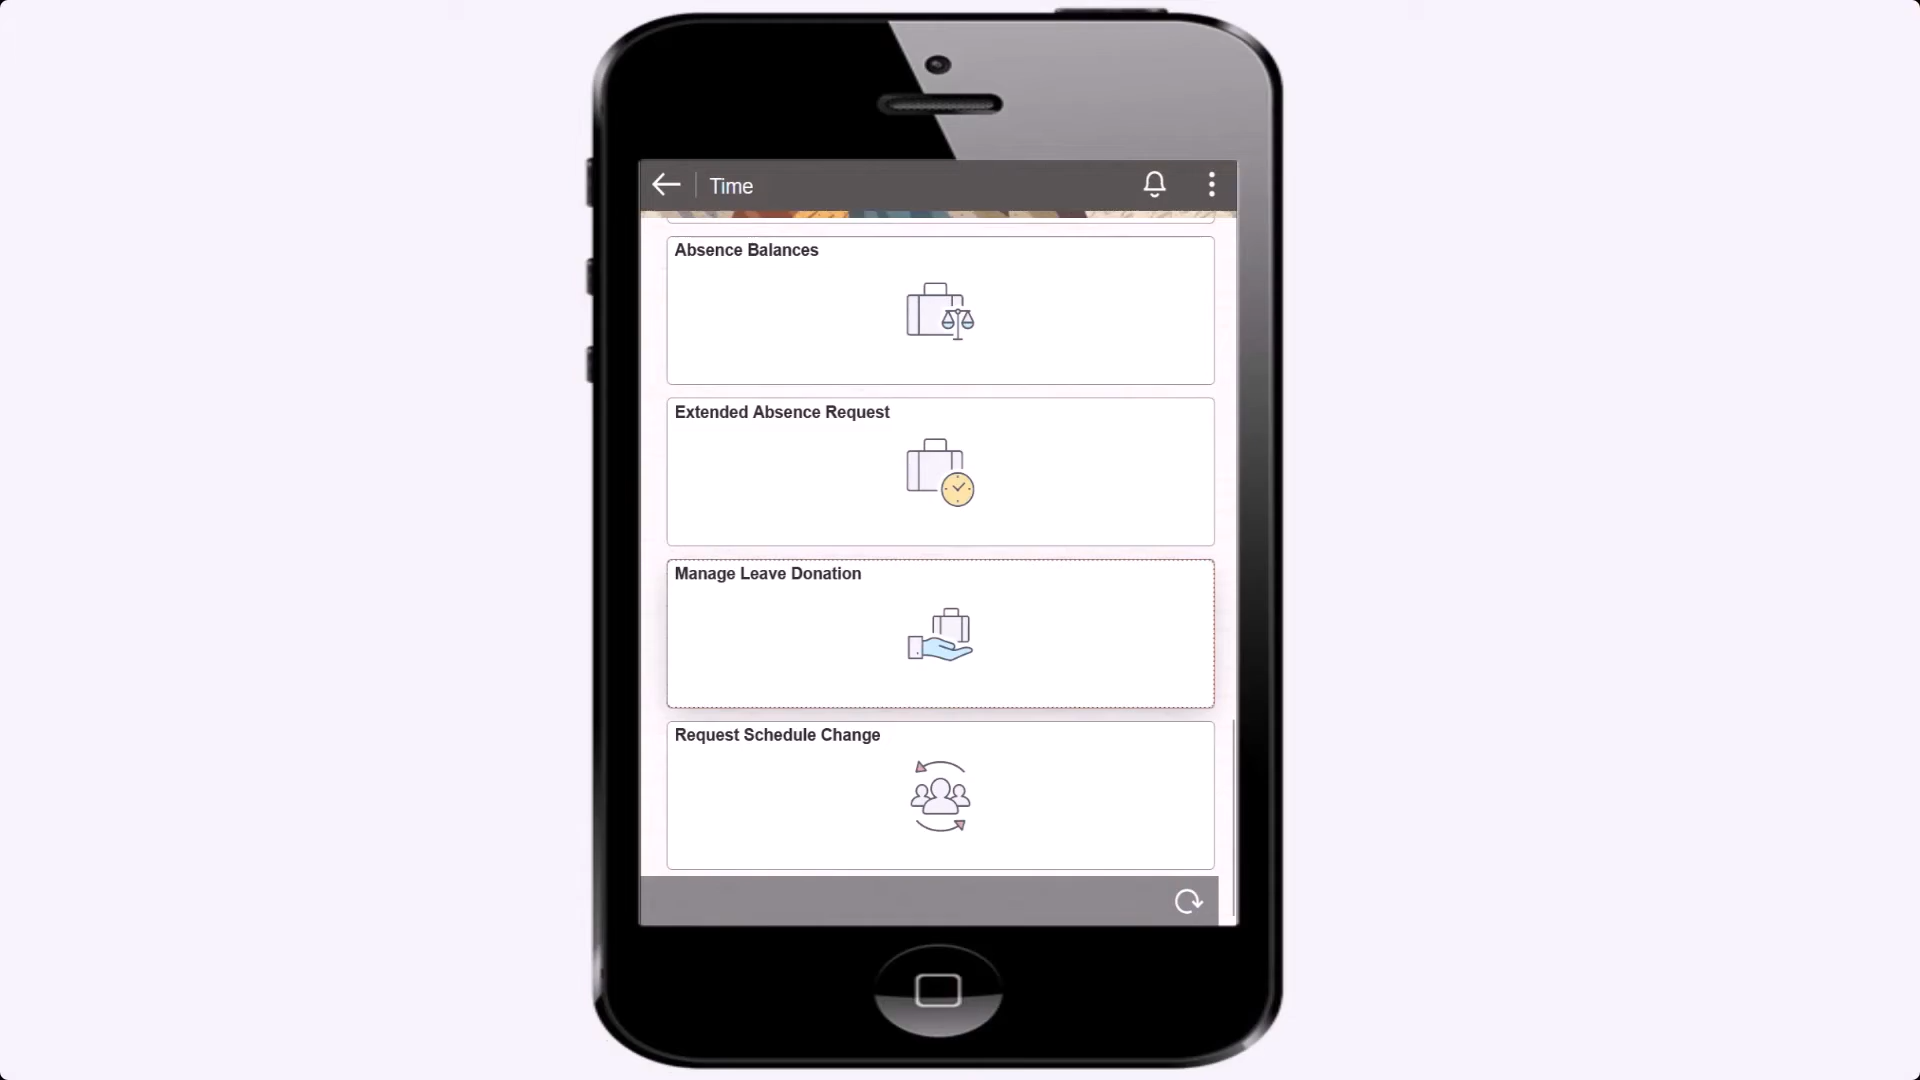 Time
Absence Balances
Extended Absence Request
Manage Leave Donation
Request Schedule Change